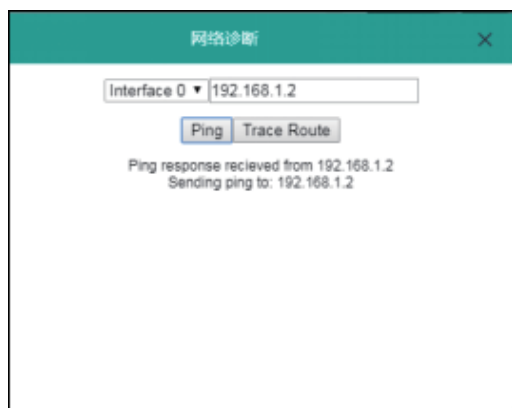 网络诊断
Interface 0 192.168.1.2
Ping Trace Route
Ping response recieved from 192.168.1.2
Sending ping to: 192.168.1.2